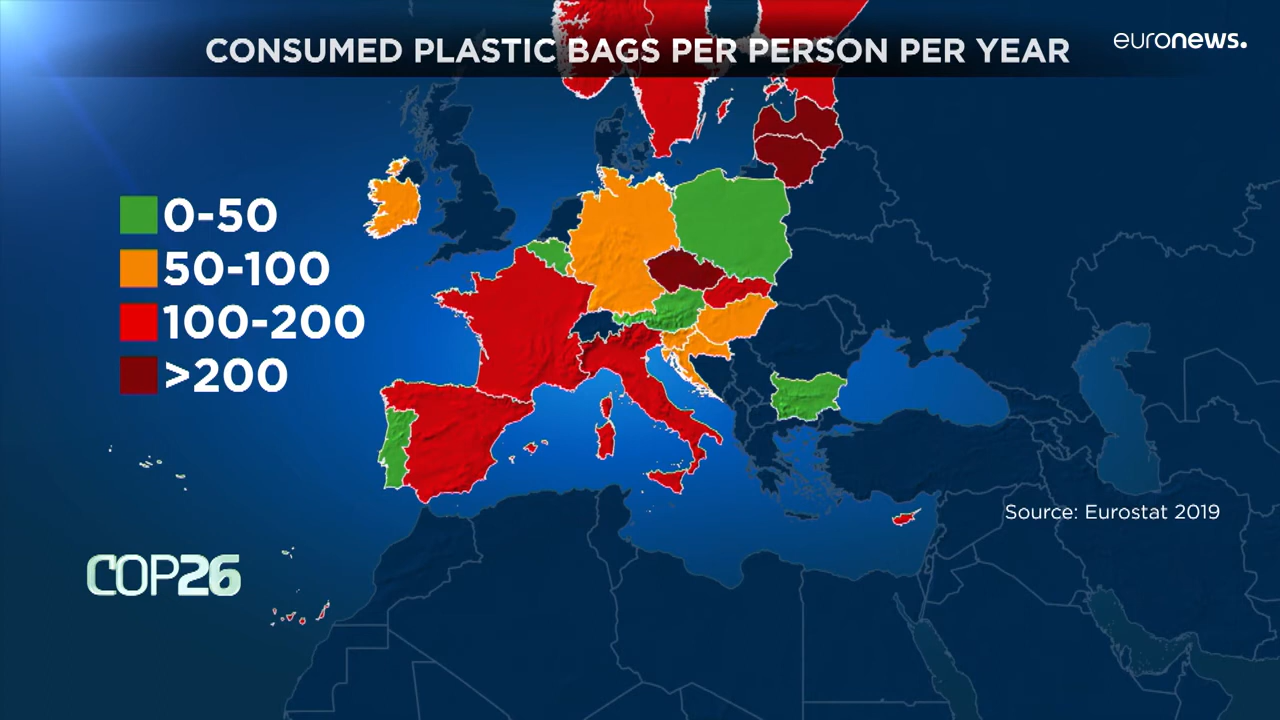 CONSUMED PLASTIC BAGS PER PERSON PER YEAR
euronews.
0-50
50-100
100-200
>200
Source: Eurostat 2019
COP26